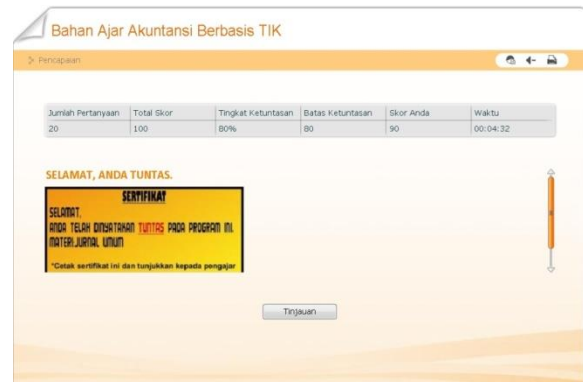 Bahan Ajar Akuntansi Berbasis TIK
Pencapaian
Jumlah Pertanyaan Total Skor Tingkat Ketuntasan Batas Ketuntasan Skor Anda Waktu
20 100 80% 80 90 00:04:32
SELAMAT, ANDA TUNTAS.
SERTIFIKAT
SELAMAT,
ANDA TELAH DINYATAKAN TUNTAS PADA PROGRAM INI.
MATERI JURNAL UMUM
*Cetak sertifikat ini dan tunjukkan kepada pengajar
Tinjauan